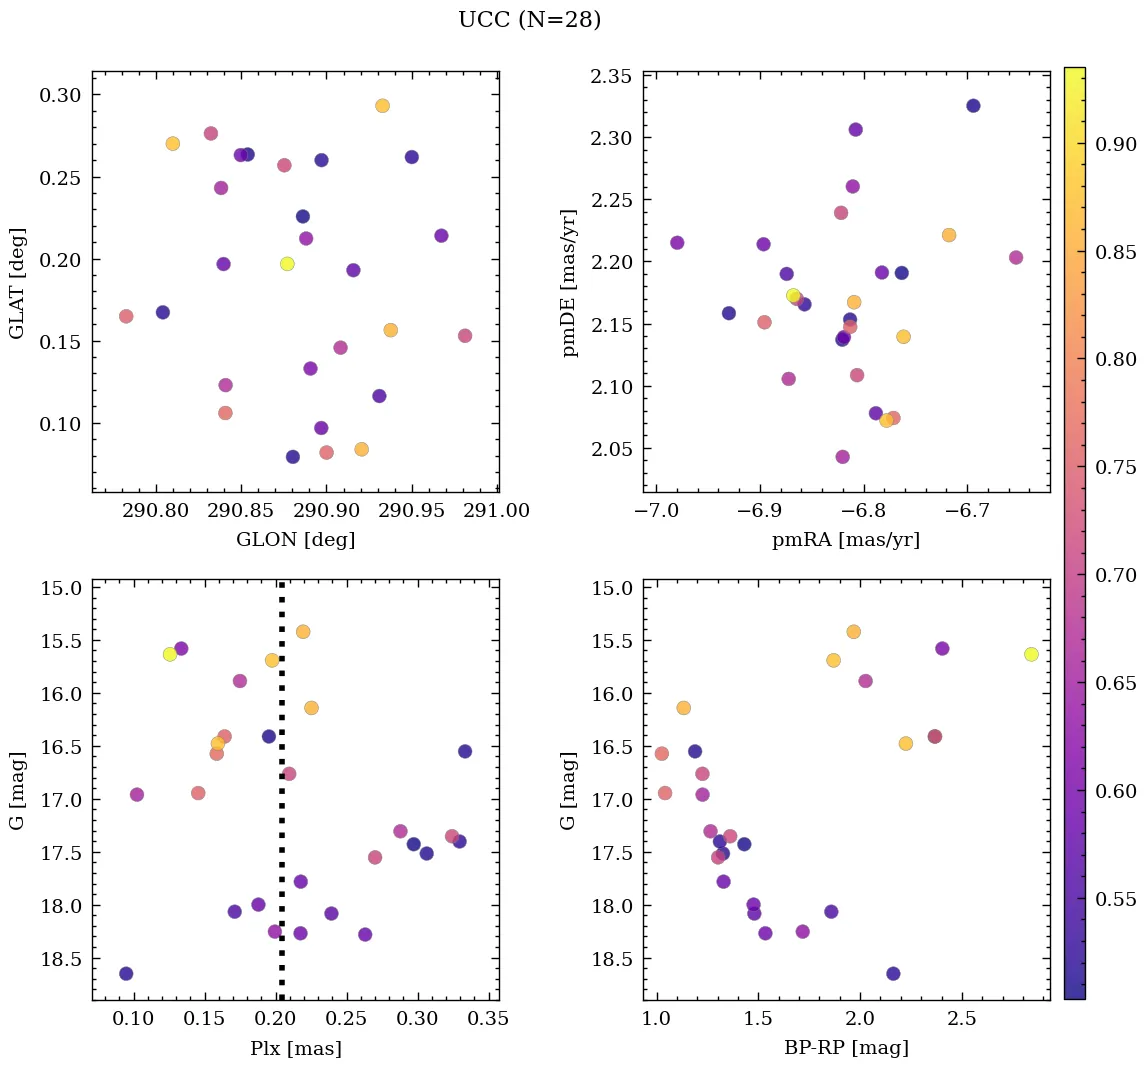 UCC (N=28)
0.30
0.25
0.20
0.15
0.10
GLAT [deg]
290.80 290.85 290.90 290.95 291.00
GLON [deg]
2.35
2.30
2.25
2.20
2.15
2.10
2.05
pmDE [mas/yr]
−7.0 −6.9 −6.8 −6.7
pmRA [mas/yr]
15.0
15.5
16.0
16.5
17.0
17.5
18.0
18.5
G [mag]
0.10 0.15 0.20 0.25 0.30 0.35
Plx [mas]
15.0
15.5
16.0
16.5
17.0
17.5
18.0
18.5
G [mag]
1.0 1.5 2.0 2.5
BP-RP [mag]
0.90
0.85
0.80
0.75
0.70
0.65
0.60
0.55